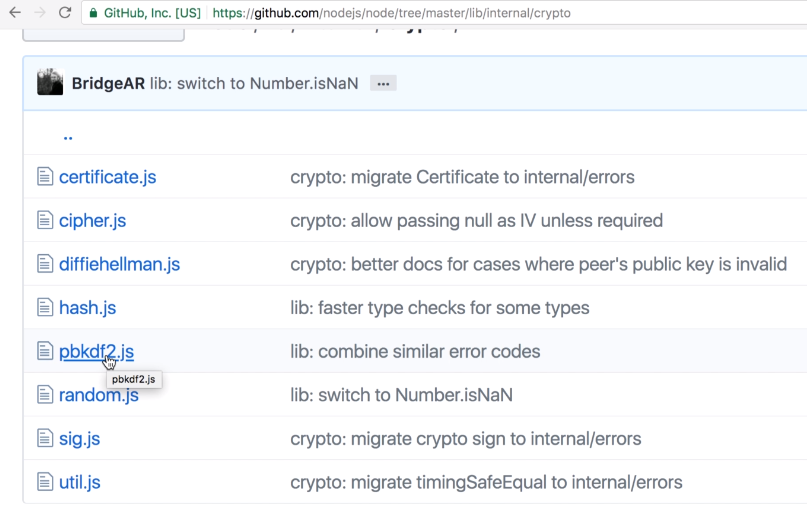 GitHub, Inc. [US] https://github.com/nodejs/node/tree/master/lib/internal/crypto
BridgeAR lib: switch to Number.isNaN ...
..
certificate.js crypto: migrate Certificate to internal/errors
cipher.js crypto: allow passing null as IV unless required
diffiehellman.js crypto: better docs for cases where peer's public key is invalid
hash.js lib: faster type checks for some types
pbkdf2.js lib: combine similar error codes
pbkdf2.js
random.js lib: switch to Number.isNaN
sig.js crypto: migrate crypto sign to internal/errors
util.js crypto: migrate timingSafeEqual to internal/errors